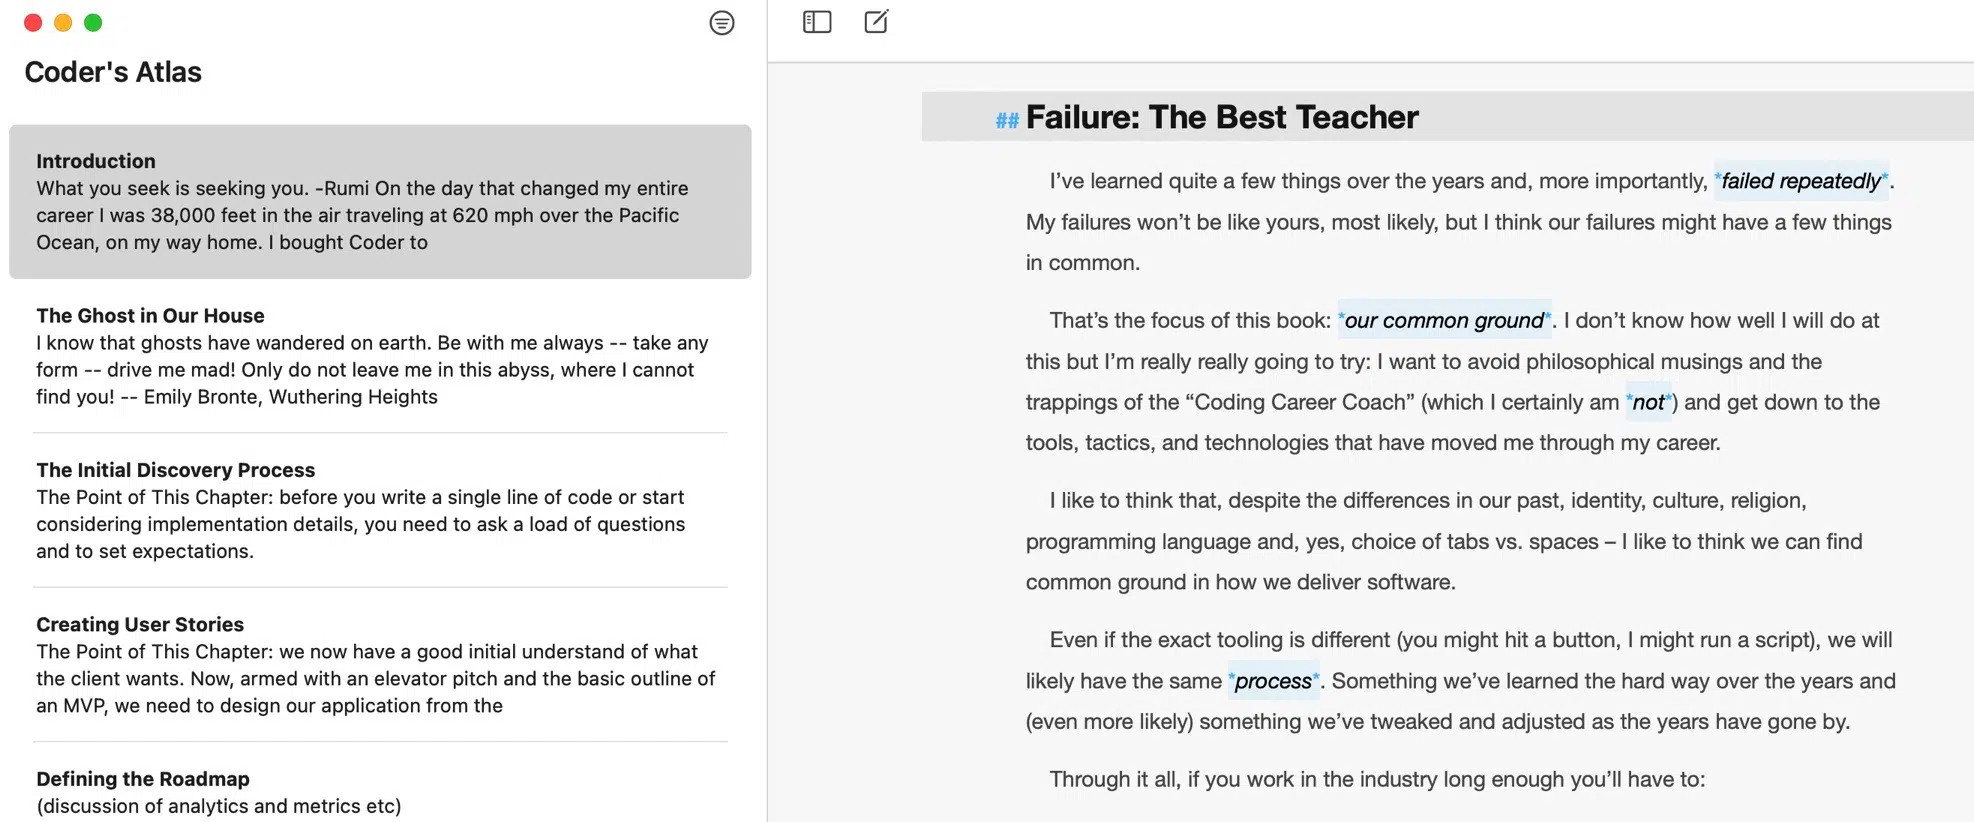 Coder's Atlas
Introduction
What you seek is seeking you. -Rumi On the day that changed my entire
career I was 38,000 feet in the air traveling at 620 mph over the Pacific
Ocean, on my way home. I bought Coder to
The Ghost in Our House
I know that ghosts have wandered on earth. Be with me always -- take any
form -- drive me mad! Only do not leave me in this abyss, where I cannot
find you! -- Emily Bronte, Wuthering Heights
The Initial Discovery Process
The Point of This Chapter: before you write a single line of code or start
considering implementation details, you need to ask a load of questions
and to set expectations.
Creating User Stories
The Point of This Chapter: we now have a good initial understand of what
the client wants. Now, armed with an elevator pitch and the basic outline of
an MVP, we need to design our application from the
Defining the Roadmap
(discussion of analytics and metrics etc)
## Failure: The Best Teacher
I’ve learned quite a few things over the years and, more importantly, *failed repeatedly*.
My failures won’t be like yours, most likely, but I think our failures might have a few things
in common.
That’s the focus of this book: *our common ground*. I don’t know how well I will do at
this but I’m really really going to try: I want to avoid philosophical musings and the
trappings of the “Coding Career Coach” (which I certainly am *not*) and get down to the
tools, tactics, and technologies that have moved me through my career.
I like to think that, despite the differences in our past, identity, culture, religion,
programming language and, yes, choice of tabs vs. spaces – I like to think we can find
common ground in how we deliver software.
Even if the exact tooling is different (you might hit a button, I might run a script), we will
likely have the same *process*. Something we’ve learned the hard way over the years and
(even more likely) something we’ve tweaked and adjusted as the years have gone by.
Through it all, if you work in the industry long enough you’ll have to: